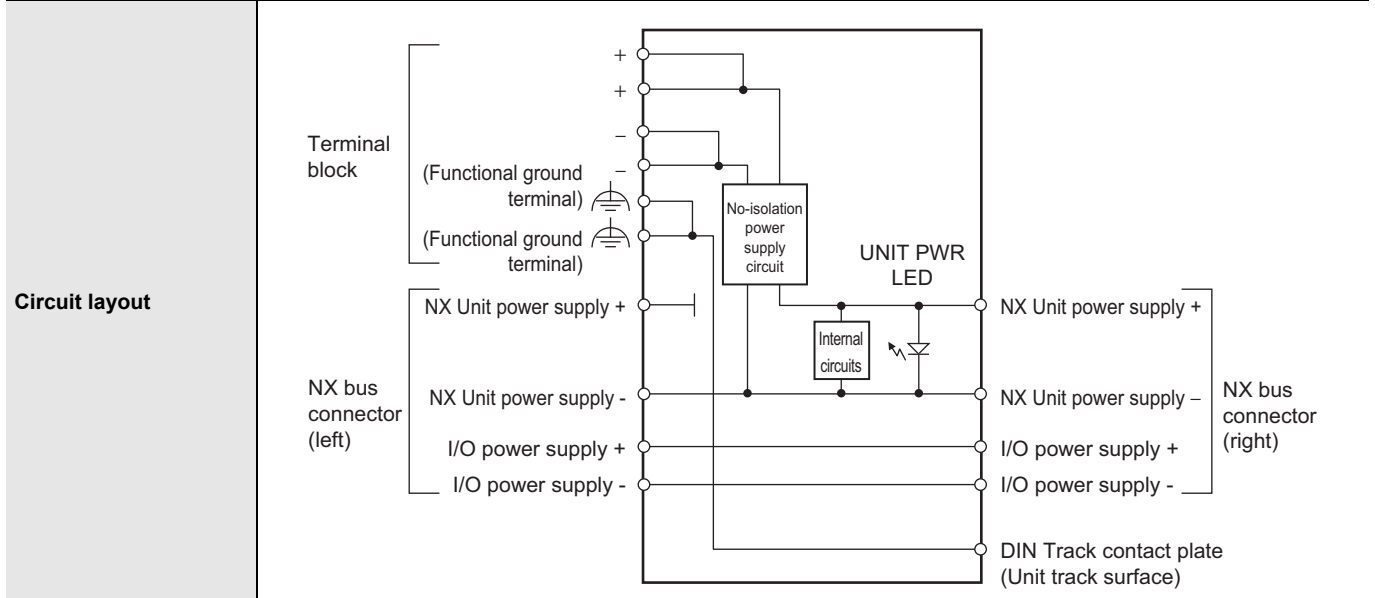 Circuit layout
Terminal
block
+
+
−
−
(Functional ground
terminal)
(Functional ground
terminal)
No-isolation
power
supply
circuit
UNIT PWR
LED
Internal
circuits
NX bus
connector
(left)
NX Unit power supply +
NX Unit power supply -
I/O power supply +
I/O power supply -
NX Unit power supply +
NX Unit power supply −
I/O power supply +
I/O power supply -
NX bus
connector
(right)
DIN Track contact plate
(Unit track surface)